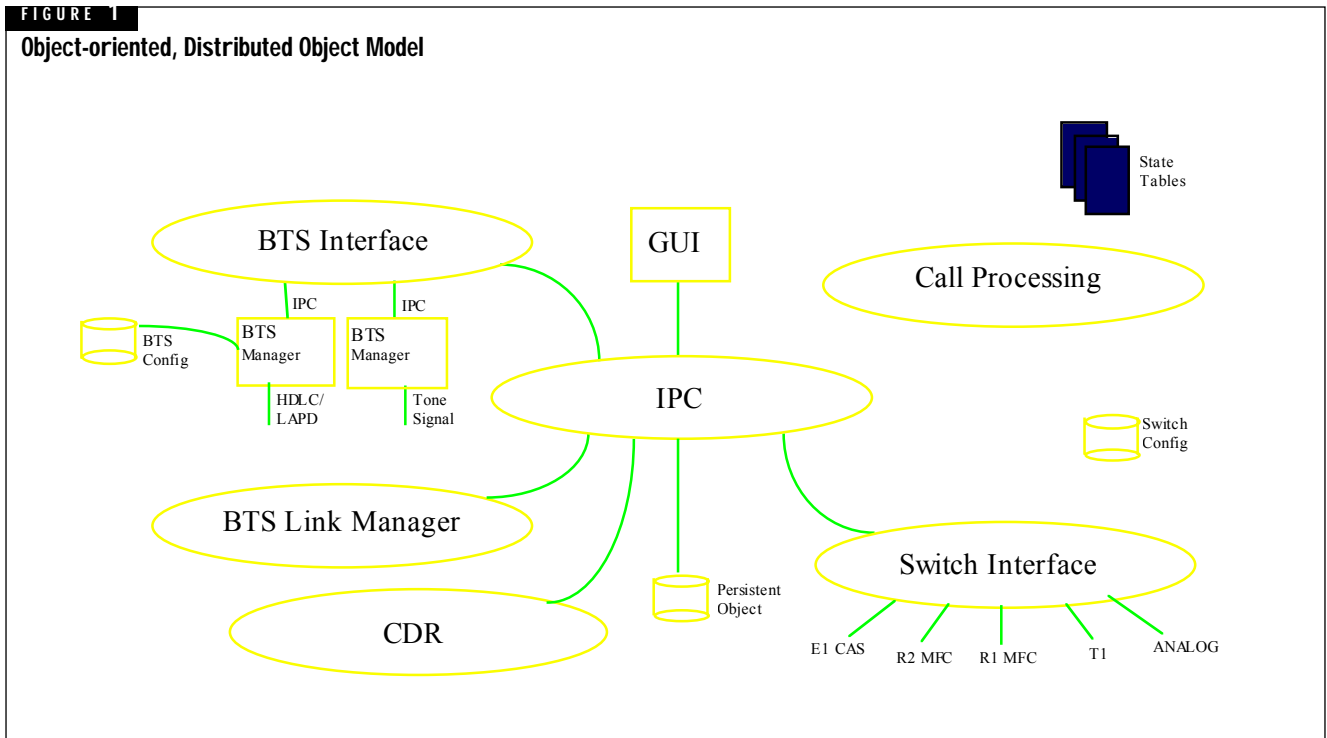 FIGURE 1
Object-oriented, Distributed Object Model
State
Tables
BTS Interface
GUI
Call Processing
IPC
IPC
BTS
Config
BTS
Manager
BTS
Manager
HDLC/
LAPD
Tone
Signal
IPC
Switch
Config
BTS Link Manager
Switch Interface
Persistent
Object
CDR
E1 CAS
R2 MFC
R1 MFC
T1
ANALOG